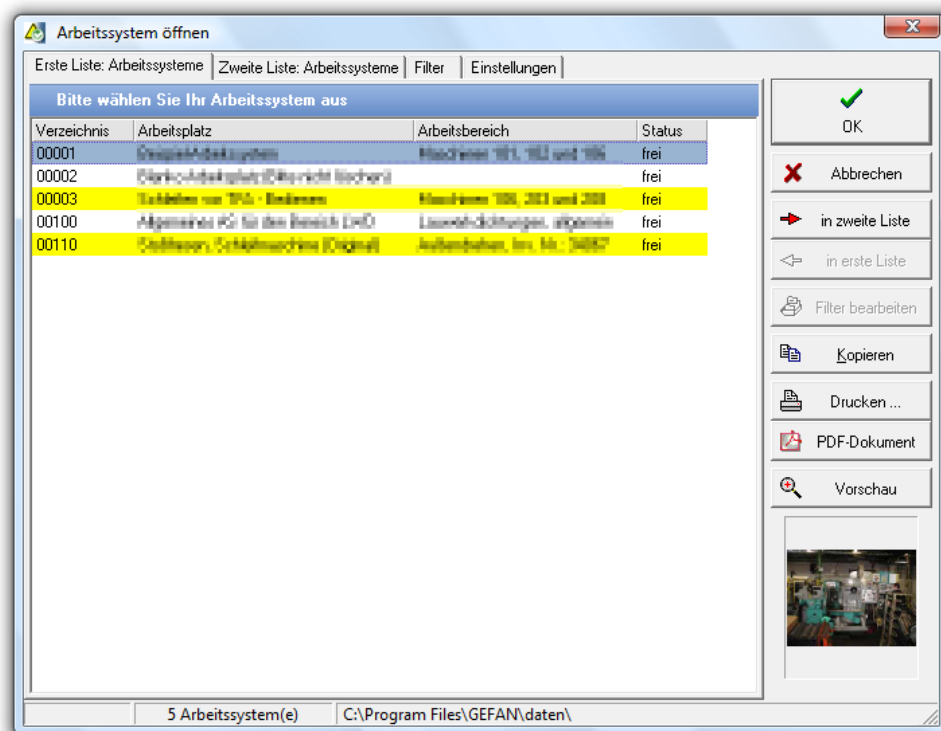 Arbeitssystem öffnen
Erste Liste: Arbeitssysteme Zweite Liste: Arbeitssysteme Filter Einstellungen
Bitte wählen Sie Ihr Arbeitssystem aus
Verzeichnis Arbeitsplatz Arbeitsbereich Status
00001 frei
00002 frei
00003 frei
00100 frei
00110 frei
OK
Abbrechen
in zweite Liste
in erste Liste
Filter bearbeiten
Kopieren
Drucken ...
PDF-Dokument
Vorschau
5 Arbeitssystem(e) C:\Program Files\GEFAN\daten\